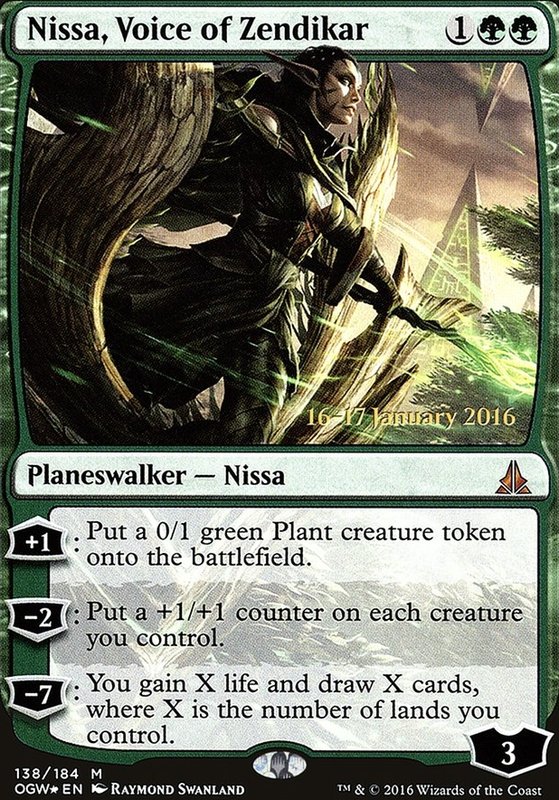 Nissa, Voice of Zendikar 1
16–17 January 2016
Planeswalker — Nissa
+1 : Put a 0/1 green Plant creature token
onto the battlefield.
-2 : Put a +1/+1 counter on each creature
you control.
-7 : You gain X life and draw X cards,
where X is the number of lands you
control.
3
138/184 M
OGW★EN RAYMOND SWANLAND
™ & © 2016 Wizards of the Coast